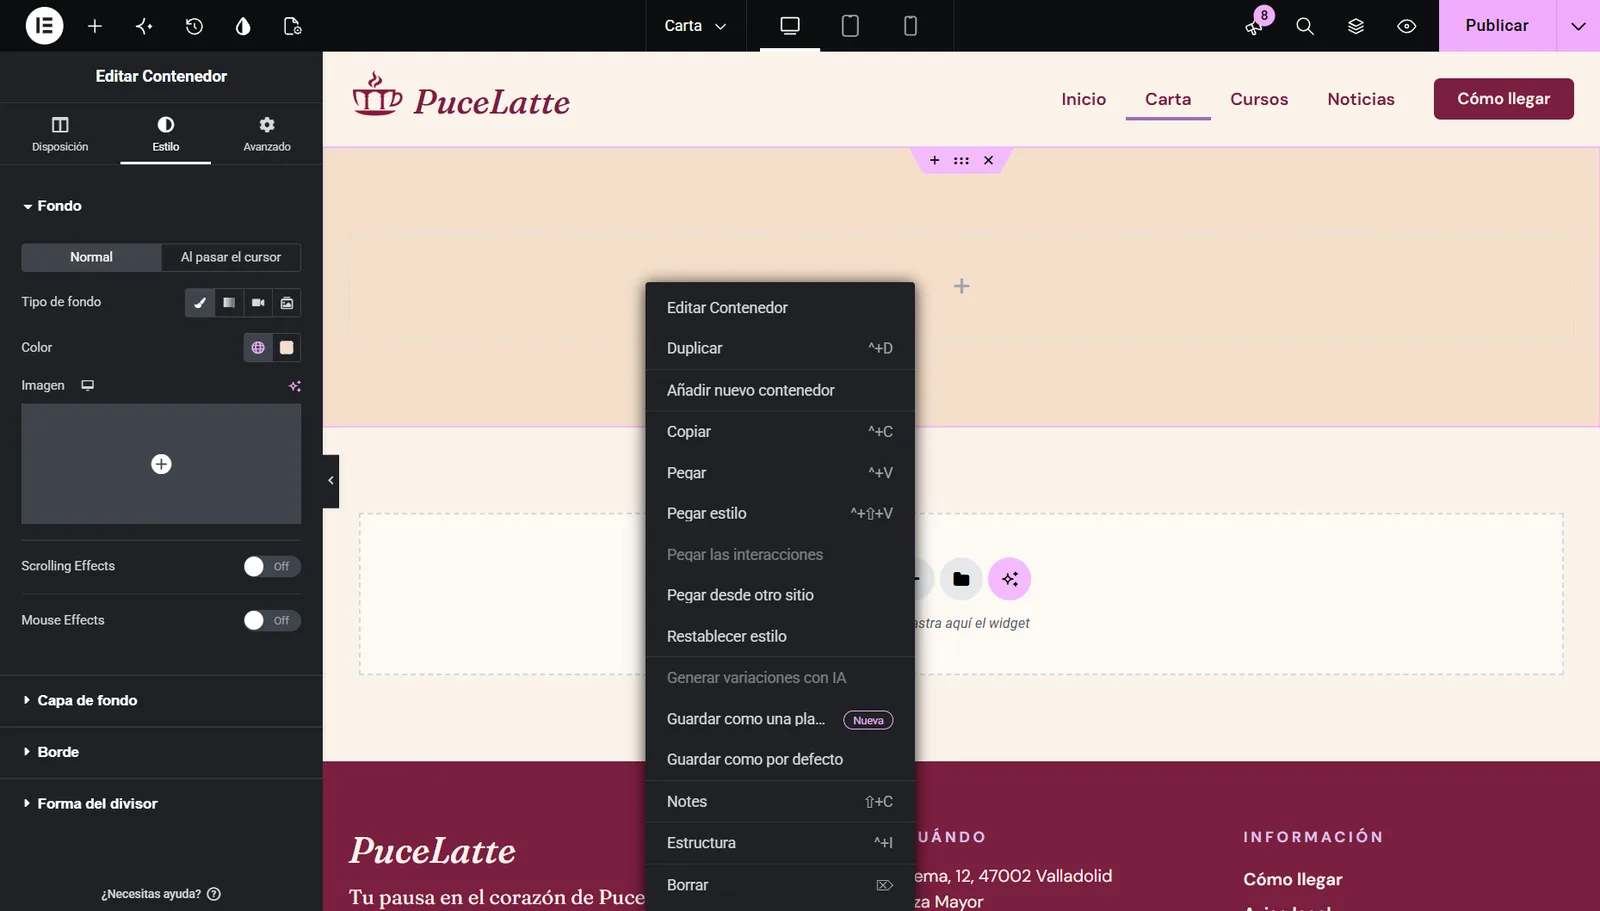 Carta
8
Publicar
Editar Contenedor
Disposición
Estilo
Avanzado
Fondo
Normal
Al pasar el cursor
Tipo de fondo
Color
Imagen
Scrolling Effects
Off
Mouse Effects
Off
Capa de fondo
Borde
Forma del divisor
¿Necesitas ayuda?
PuceLatte
Inicio
Carta
Cursos
Noticias
Cómo llegar
Editar Contenedor
Duplicar ^+D
Añadir nuevo contenedor
Copiar ^+C
Pegar ^+V
Pegar estilo ^+⇧+V
Pegar las interacciones
Pegar desde otro sitio
Restablecer estilo
Generar variaciones con IA
Guardar como una pla... Nueva
Guardar como por defecto
Notes ⇧+C
Estructura ^+I
Borrar ⌦
astra aquí el widget
PuceLatte
Tu pausa en el corazón de Puce
UÁNDO
ema, 12, 47002 Valladolid
za Mayor
INFORMACIÓN
Cómo llegar